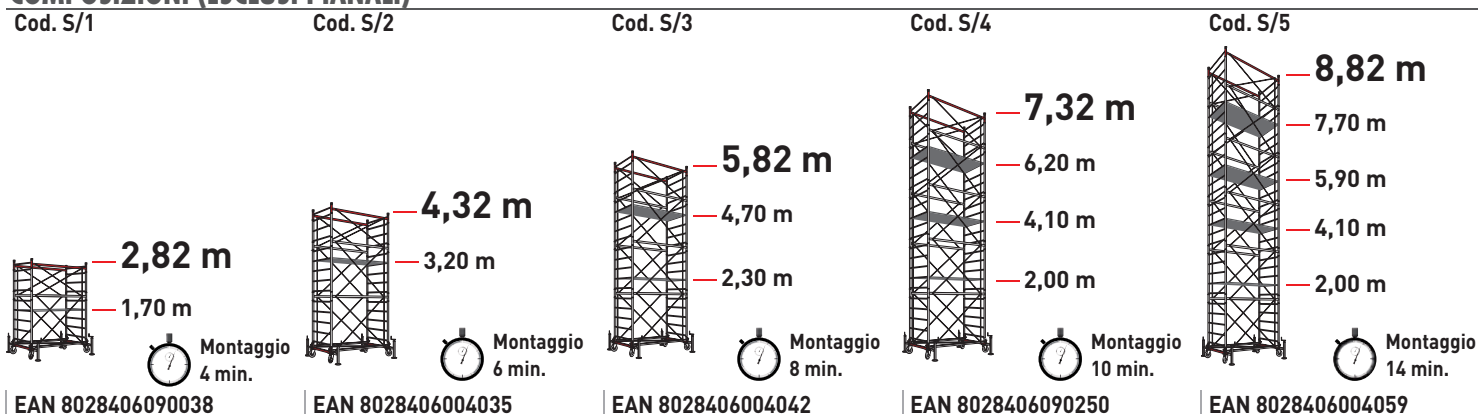 COMPOSIZIONI (ESCLUSI PIANALI)
Cod. S/1
2,82 m
1,70 m
Montaggio
4 min.
EAN 8028406090038
Cod. S/2
4,32 m
3,20 m
Montaggio
6 min.
EAN 8028406004035
Cod. S/3
5,82 m
4,70 m
2,30 m
Montaggio
8 min.
EAN 8028406004042
Cod. S/4
7,32 m
6,20 m
4,10 m
2,00 m
Montaggio
10 min.
EAN 8028406090250
Cod. S/5
8,82 m
7,70 m
5,90 m
4,10 m
2,00 m
Montaggio
14 min.
EAN 8028406004059